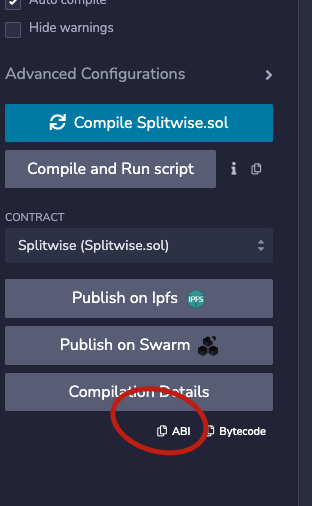 Auto compile
Hide warnings
Advanced Configurations
Compile Splitwise.sol
Compile and Run script
CONTRACT
Splitwise (Splitwise.sol)
Publish on Ipfs IPFS
Publish on Swarm
Compilation Details
ABI Bytecode